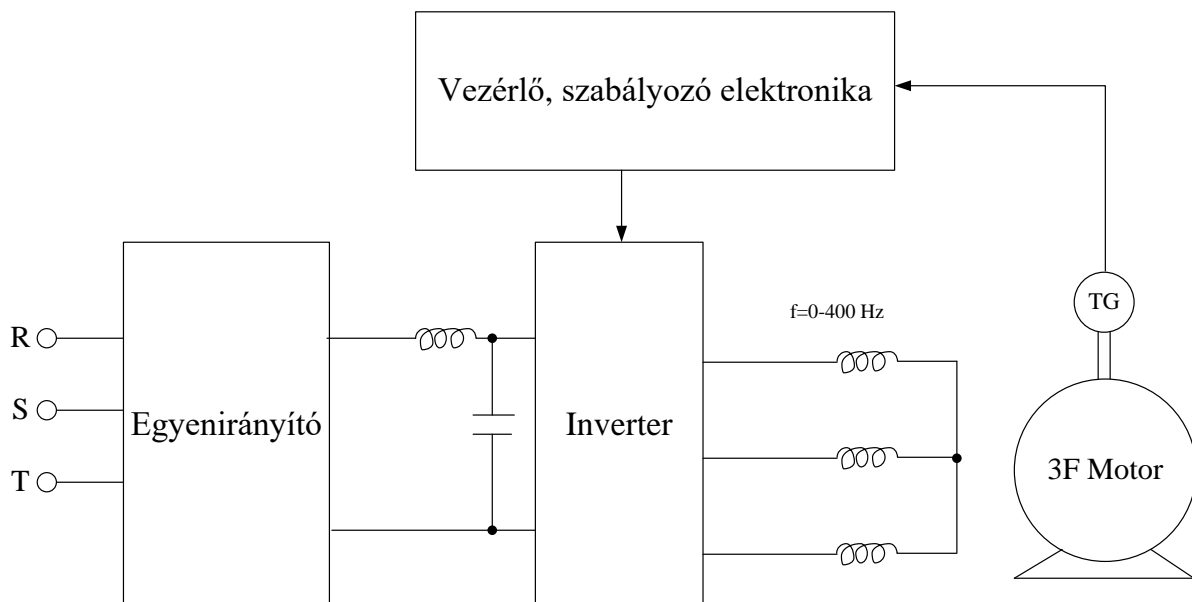 Vezérlő, szabályozó elektronika
TG
f=0-400 Hz
R
S
T
Egyenirányító
Inverter
3F Motor